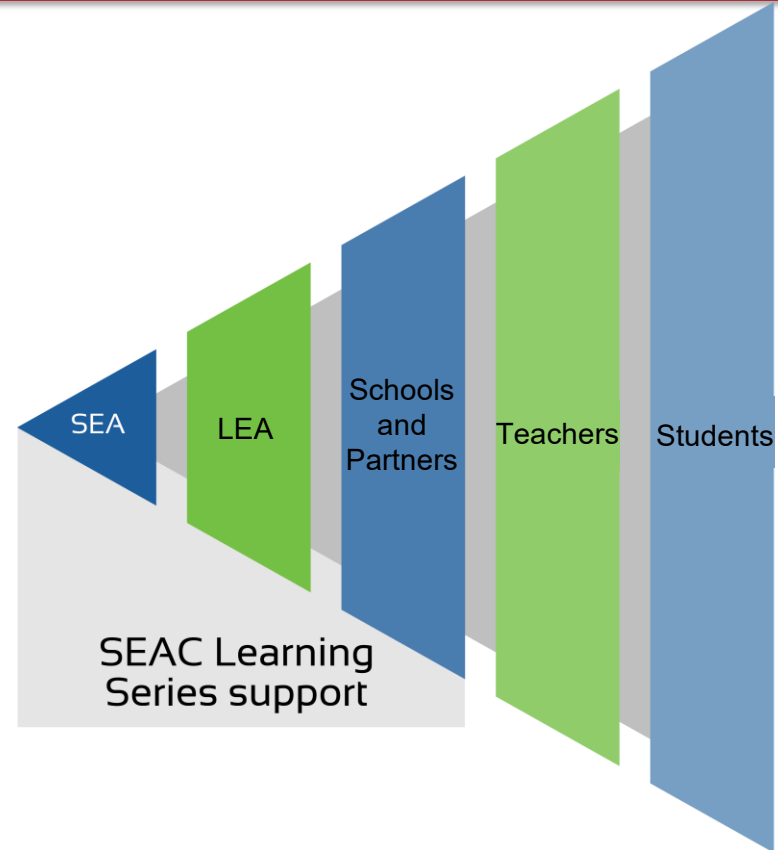 SEA
LEA
Schools
and
Partners
Teachers
Students
SEAC Learning
Series support